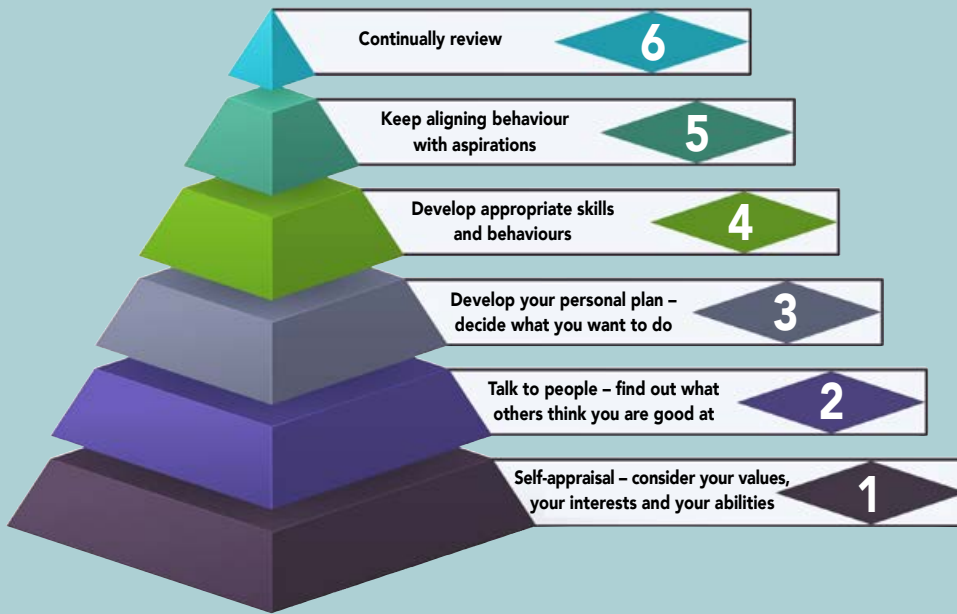 Continually review
6
Keep aligning behaviour
with aspirations
5
Develop appropriate skills
and behaviours
4
Develop your personal plan –
decide what you want to do
3
Talk to people – find out what
others think you are good at
2
Self-appraisal – consider your values,
your interests and your abilities
1